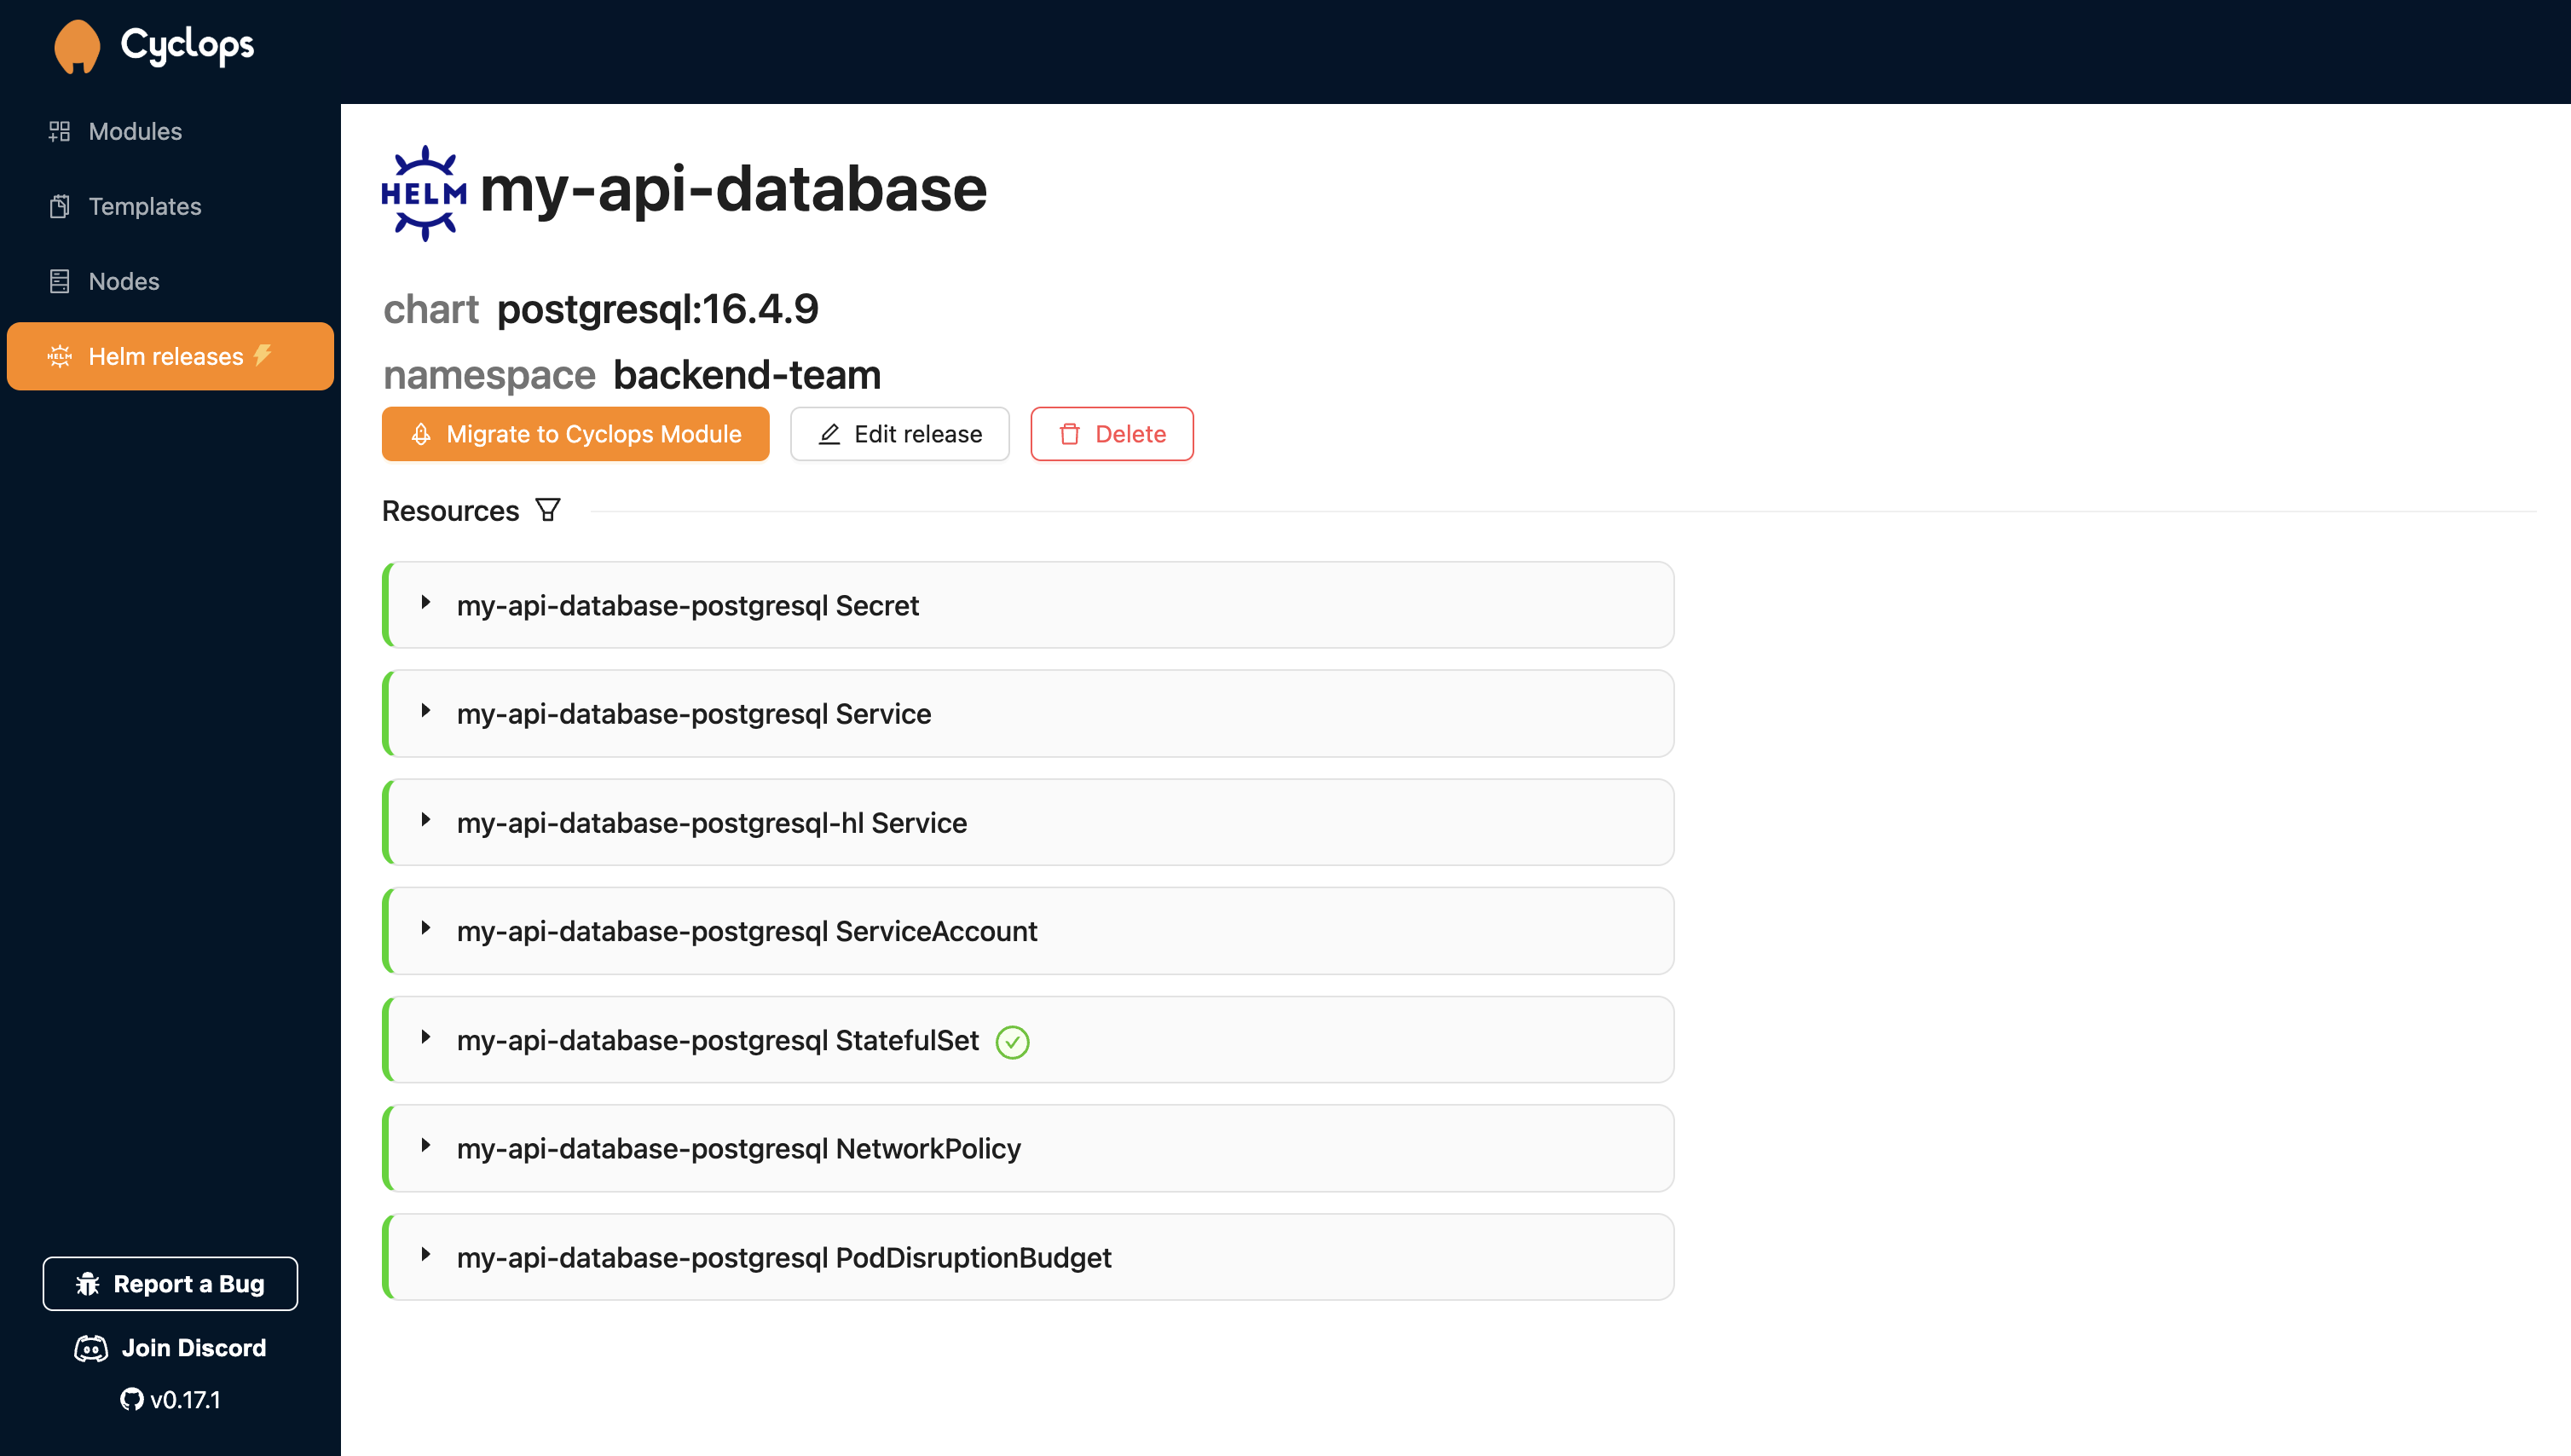 Cyclops
Modules
Templates
Nodes
HELM Helm releases
HELM my-api-database
chart postgresql:16.4.9
namespace backend-team
Migrate to Cyclops Module Edit release Delete
Resources
my-api-database-postgresql Secret
my-api-database-postgresql Service
my-api-database-postgresql-hl Service
my-api-database-postgresql ServiceAccount
my-api-database-postgresql StatefulSet
my-api-database-postgresql NetworkPolicy
my-api-database-postgresql PodDisruptionBudget
Report a Bug
Join Discord
v0.17.1